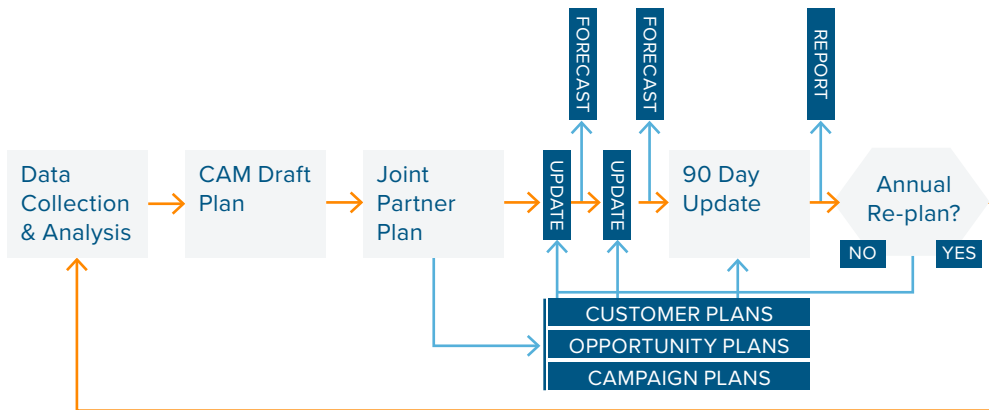 FORECAST
FORECAST
REPORT
Data
Collection
& Analysis
CAM Draft
Plan
Joint
Partner
Plan
UPDATE
UPDATE
90 Day
Update
Annual
Re-plan?
NO
YES
CUSTOMER PLANS
OPPORTUNITY PLANS
CAMPAIGN PLANS